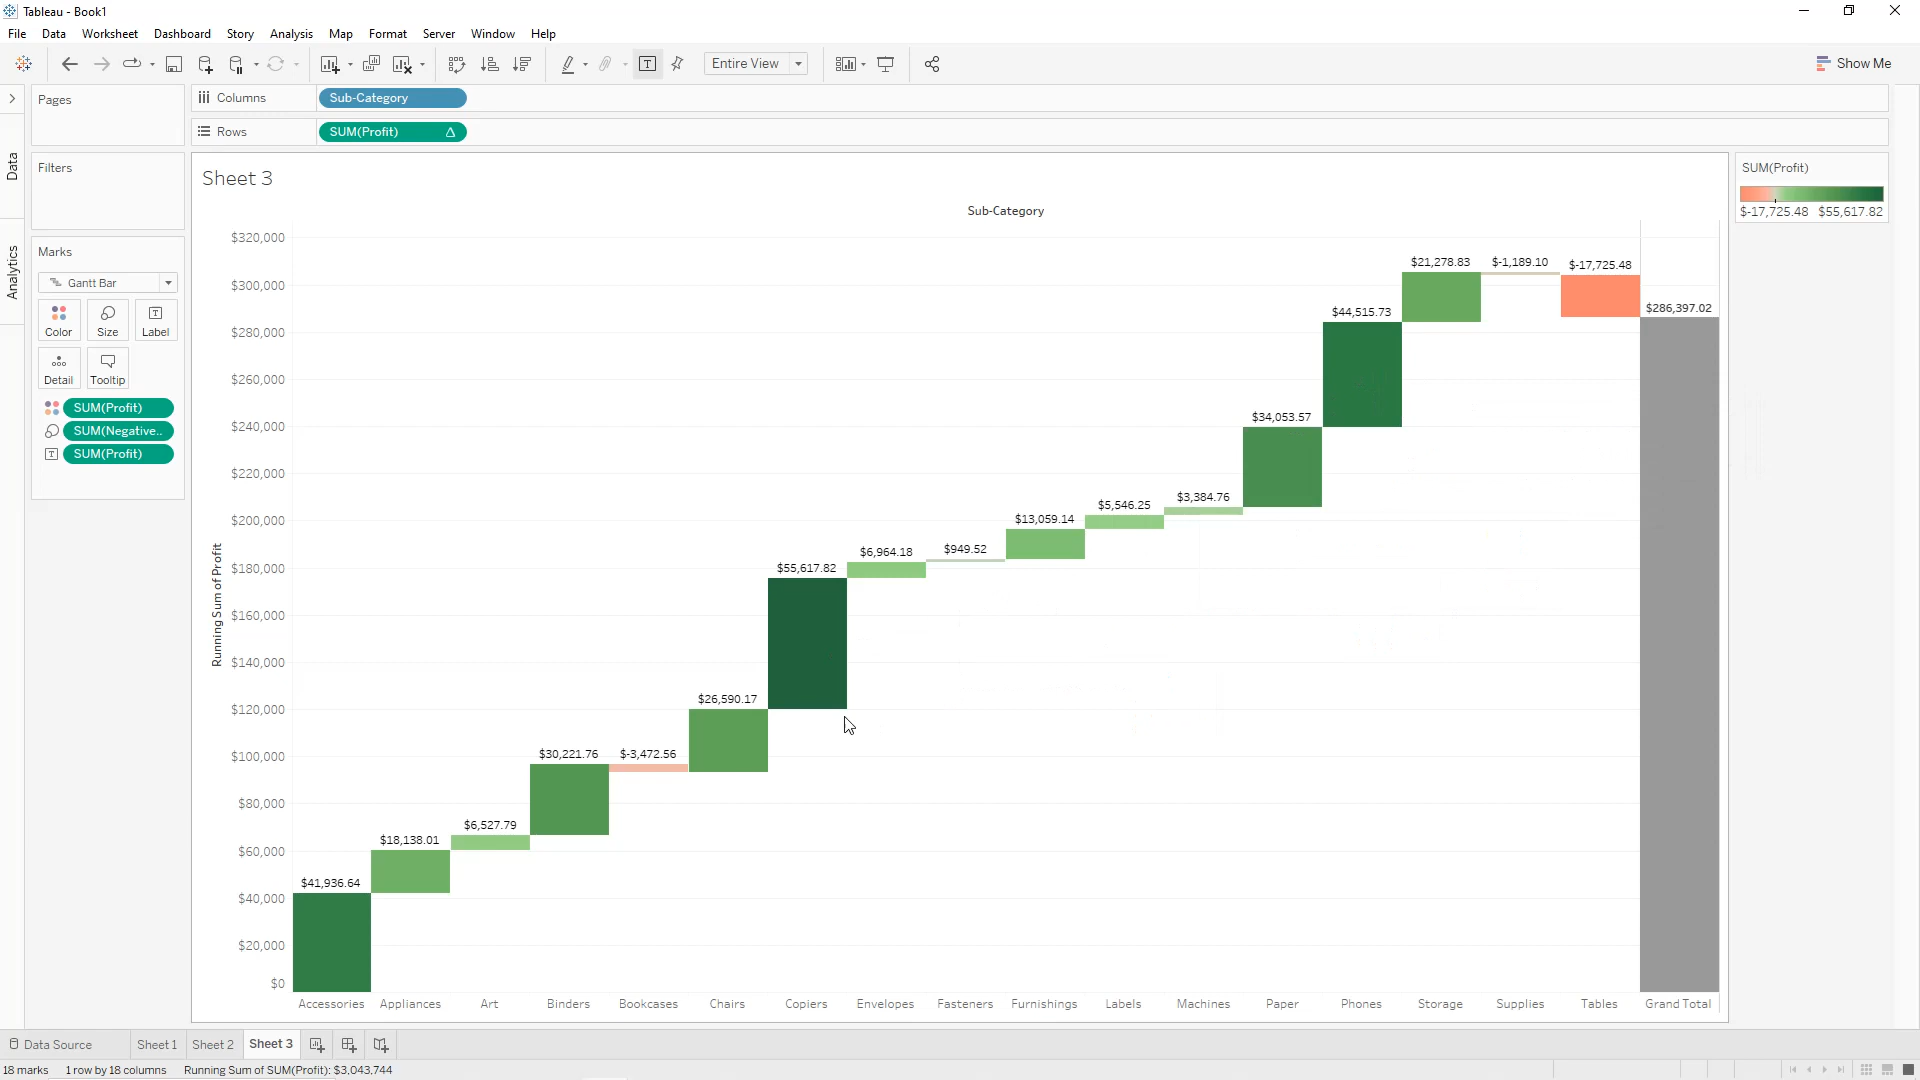 Tableau - Book1
File Data Worksheet Dashboard Story Analysis Map Format Server Window Help
Entire View
Show Me
Pages
Columns
Sub-Category
Rows
SUM(Profit)
Data
Analytics
Filters
Marks
Gantt Bar
Color
Size
Label
Detail
Tooltip
SUM(Profit)
SUM(Negative..
SUM(Profit)
Sheet 3
Sub-Category
Running Sum of Profit
$320,000
$300,000
$280,000
$260,000
$240,000
$220,000
$200,000
$180,000
$160,000
$140,000
$120,000
$100,000
$80,000
$60,000
$40,000
$20,000
$0
$41,936.64
$18,138.01
$6,527.79
$30,221.76
$-3,472.56
$26,590.17
$55,617.82
$6,964.18
$949.52
$13,059.14
$5,546.25
$3,384.76
$34,053.57
$44,515.73
$21,278.83
$-1,189.10
$-17,725.48
$286,397.02
Accessories Appliances Art Binders Bookcases Chairs Copiers Envelopes Fasteners Furnishings Labels Machines Paper Phones Storage Supplies Tables Grand Total
SUM(Profit)
$-17,725.48 $55,617.82
Data Source Sheet 1 Sheet 2 Sheet 3
18 marks 1 row by 18 columns Running Sum of SUM(Profit): $3,043,744